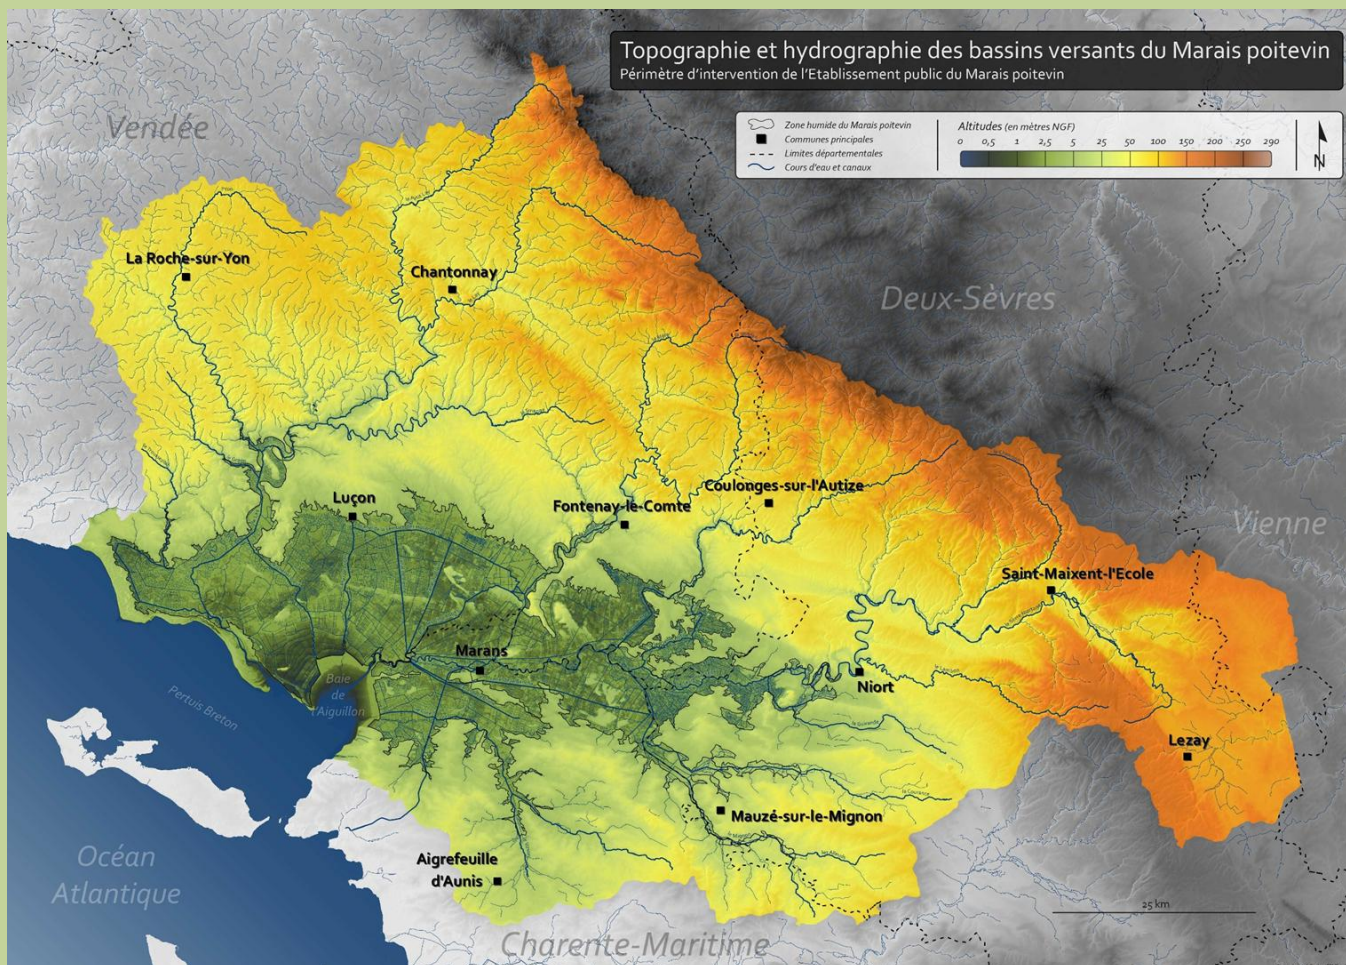 Topographie et hydrographie des bassins versants du Marais poitevin
Périmètre d'intervention de l'Etablissement public du Marais poitevin
Zone humide du Marais poitevin
Communes principales
Limites départementales
Cours d'eau et canaux
Altitudes (en mètres NGF)
0 0,5 1 2,5 5 25 50 100 150 200 250 290
N
Vendée
La Roche-sur-Yon
Chantonnay
Deux-Sèvres
Luçon
Fontenay-le-Comte
Coulonges-sur-l'Autize
Vienne
Saint-Maixent-l'Ecole
Marans
Niort
Baie
de
l'Aiguillon
Pertuis Breton
Lezay
la Courance
Mauzé-sur-le-Mignon
Océan
Atlantique
Aigrefeuille
d'Aunis
25 km
Charente-Maritime